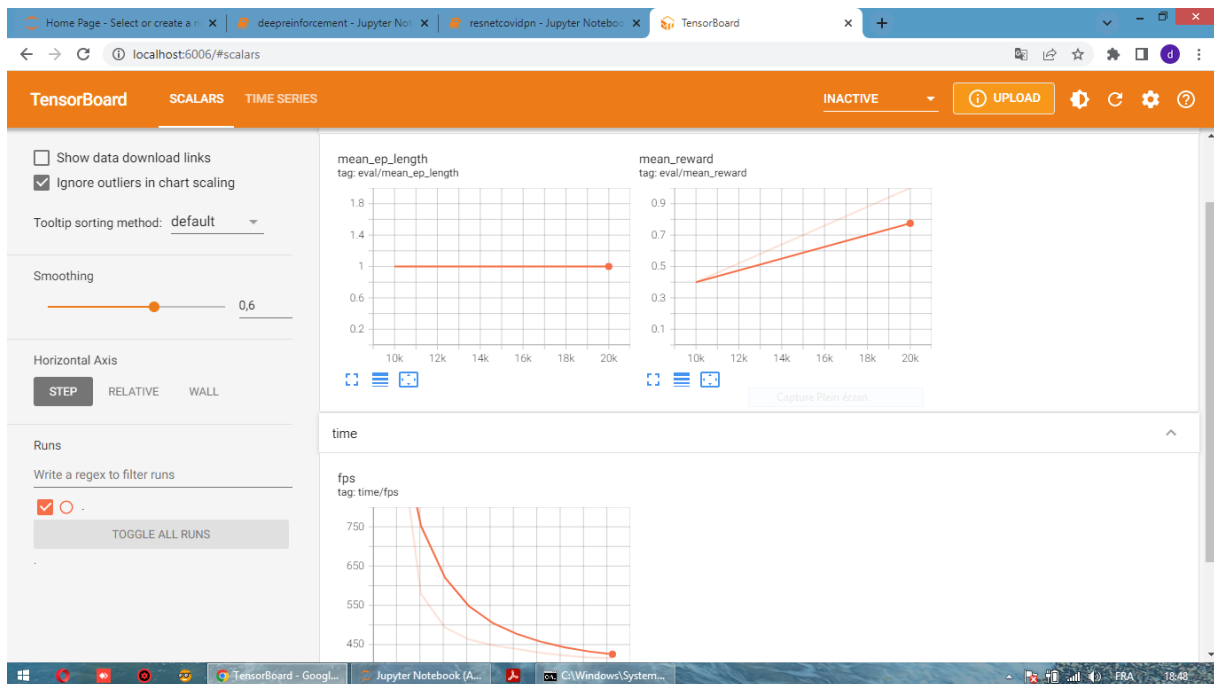 Home Page - Select or create a n
deepreinforcement - Jupyter Not
resnetcovidpn - Jupyter Noteboo
TensorBoard
localhost:6006/#scalars
d
TensorBoard
SCALARS
TIME SERIES
INACTIVE
UPLOAD
Show data download links
Ignore outliers in chart scaling
Tooltip sorting method: default
Smoothing
0,6
Horizontal Axis
STEP
RELATIVE
WALL
Runs
Write a regex to filter runs
.
TOGGLE ALL RUNS
.
mean_ep_length
tag: eval/mean_ep_length
1.8
1.4
1
0.6
0.2
10k 12k 14k 16k 18k 20k
mean_reward
tag: eval/mean_reward
0.9
0.7
0.5
0.3
0.1
10k 12k 14k 16k 18k 20k
Capture Plein écran
time
fps
tag: time/fps
750
650
550
450
TensorBoard - Googl...
Jupyter Notebook (A...
C:\Windows\System...
FRA
18:48